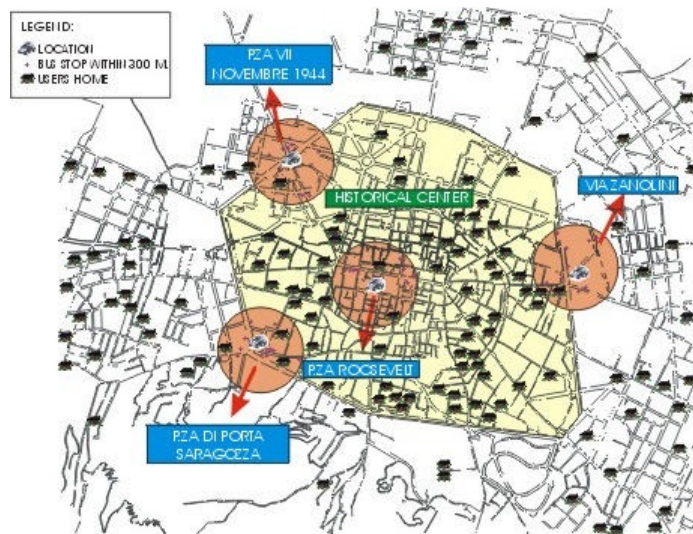 LEGEND:
LOCATION
BUS STOP WITHIN 300 M.
USERS HOME
P.ZA VII
NOVEMBRE 1944
VIA ZANOLINI
HISTORICAL CENTER
P.ZA ROOSEVELT
P.ZA DI PORTA
SARAGOZZA